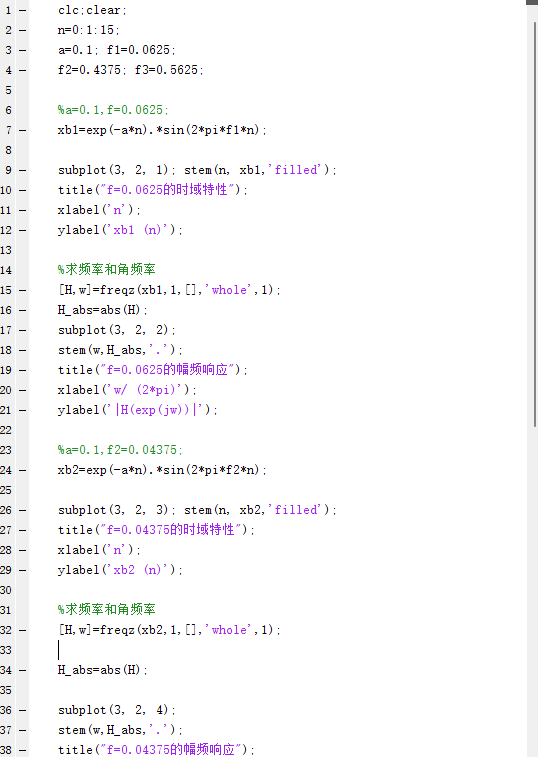 1 — clc;clear;
2 — n=0:1:15;
3 — a=0.1; f1=0.0625;
4 — f2=0.4375; f3=0.5625;
5
6 %a=0.1,f=0.0625;
7 — xb1=exp(-a*n).*sin(2*pi*f1*n);
8
9 — subplot(3, 2, 1); stem(n, xb1,'filled');
10 — title("f=0.0625的时域特性");
11 — xlabel('n');
12 — ylabel('xb1 (n)');
13
14 %求频率和角频率
15 — [H,w]=freqz(xb1,1,[],'whole',1);
16 — H_abs=abs(H);
17 — subplot(3, 2, 2);
18 — stem(w,H_abs,'.');
19 — title("f=0.0625的幅频响应");
20 — xlabel('w/ (2*pi)');
21 — ylabel('|H(exp(jw))|');
22
23 %a=0.1,f2=0.04375;
24 — xb2=exp(-a*n).*sin(2*pi*f2*n);
25
26 — subplot(3, 2, 3); stem(n, xb2,'filled');
27 — title("f=0.04375的时域特性");
28 — xlabel('n');
29 — ylabel('xb2 (n)');
30
31 %求频率和角频率
32 — [H,w]=freqz(xb2,1,[],'whole',1);
33
34 — H_abs=abs(H);
35
36 — subplot(3, 2, 4);
37 — stem(w,H_abs,'.');
38 — title("f=0.04375的幅频响应");